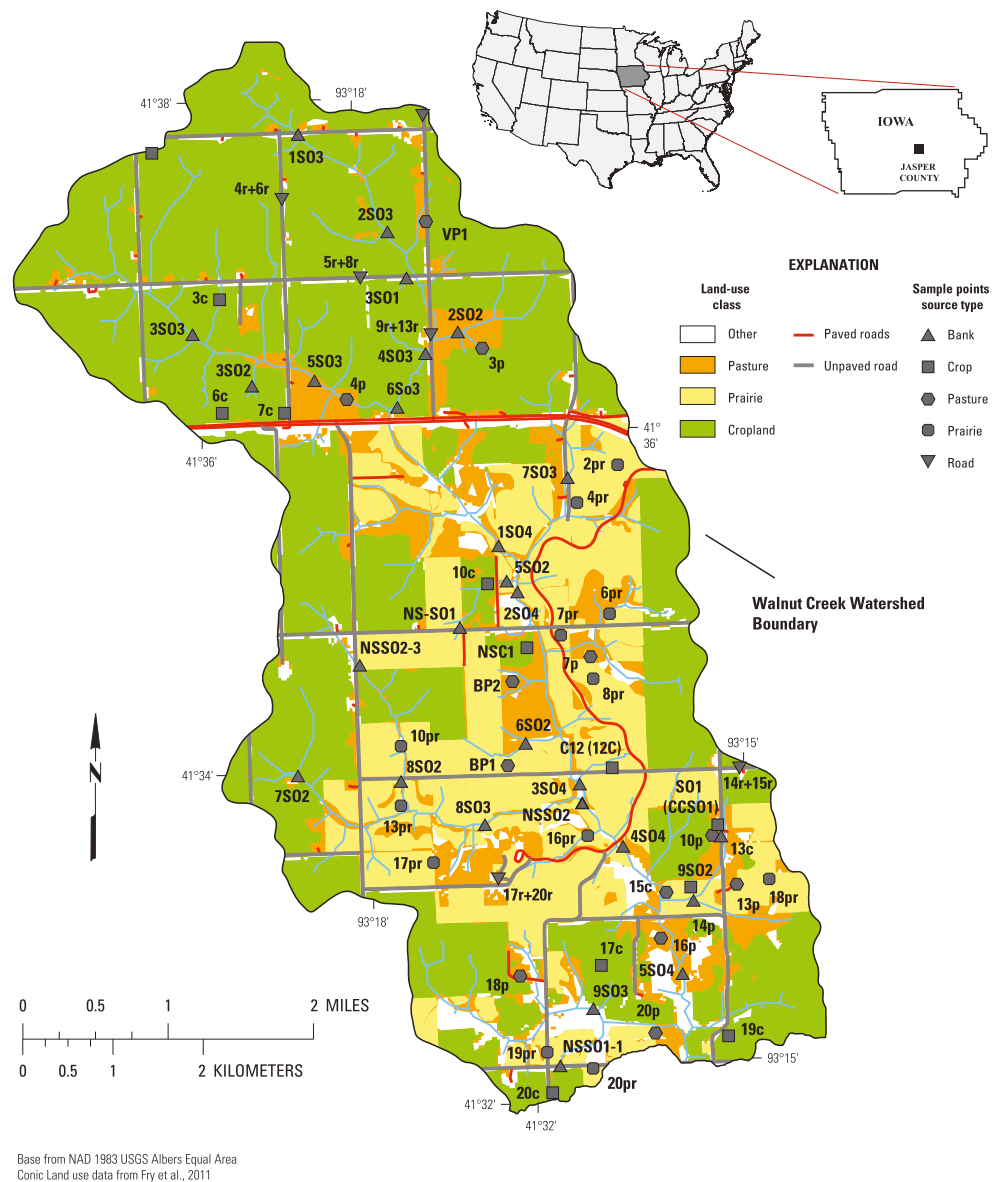 IOWA
JASPER
COUNTY
93°18'
41°38'
1SO3
4r+6r
2SO3
VP1
5r+8r
3SO1
3c
9r+13r
2SO2
3SO3
4SO3
3p
3SO2
5SO3
4p
6So3
6c
7c
41°
36'
41°36'
EXPLANATION
Land-use
class
Other
Pasture
Prairie
Cropland
Paved roads
Unpaved road
Sample points
source type
Bank
Crop
Pasture
Prairie
Road
7SO3
2pr
4pr
1SO4
10c
5SO2
2SO4
6pr
NS-SO1
7pr
Walnut Creek Watershed
Boundary
NSSO2-3
NSC1
7p
BP2
8pr
10pr
6SO2
C12 (12C)
93°15'
41°34'
7SO2
8SO2
BP1
3SO4
SO1
(CCSO1)
14r+15r
13pr
8SO3
NSSO2
16pr
4SO4
10p
13c
17pr
9SO2
15c
17r+20r
13p
18pr
93°18'
14p
16p
17c
5SO4
18p
9SO3
20p
19c
19pr
NSSO1-1
93°15'
20pr
20c
41°32'
41°32'
N
0 0.5 1 2 MILES
0 0.5 1 2 KILOMETERS
Base from NAD 1983 USGS Albers Equal Area
Conic Land use data from Fry et al., 2011